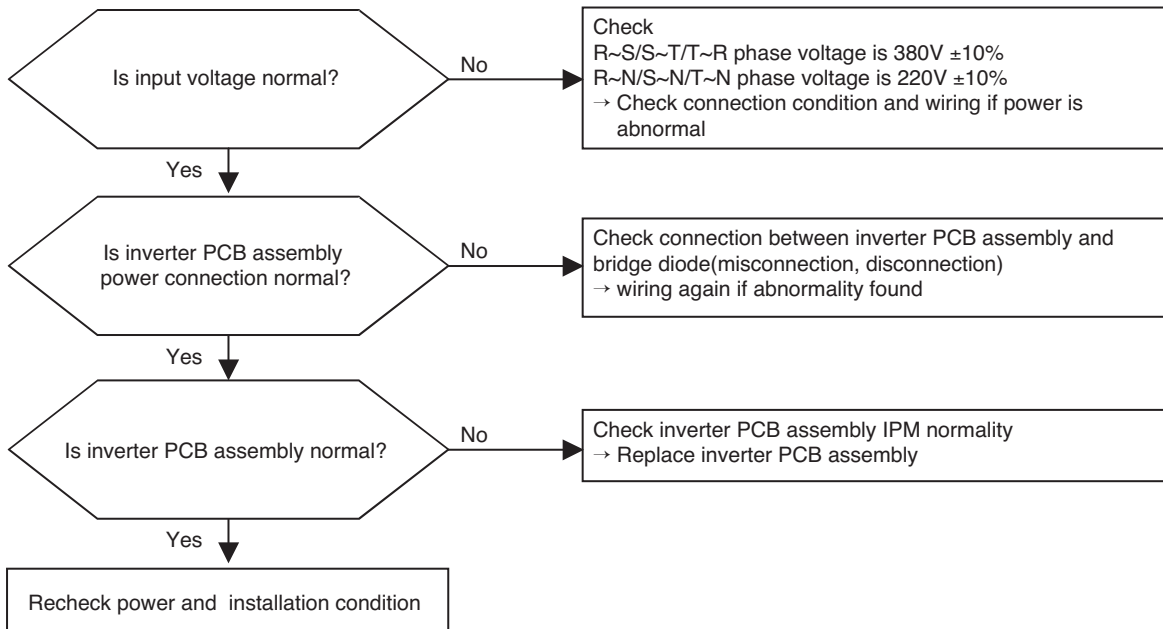 Is input voltage normal?
No
Check
R~S/S~T/T~R phase voltage is 380V ±10%
R~N/S~N/T~N phase voltage is 220V ±10%
→ Check connection condition and wiring if power is
abnormal
Yes
Is inverter PCB assembly
power connection normal?
No
Check connection between inverter PCB assembly and
bridge diode(misconnection, disconnection)
→ wiring again if abnormality found
Yes
Is inverter PCB assembly normal?
No
Check inverter PCB assembly IPM normality
→ Replace inverter PCB assembly
Yes
Recheck power and installation condition